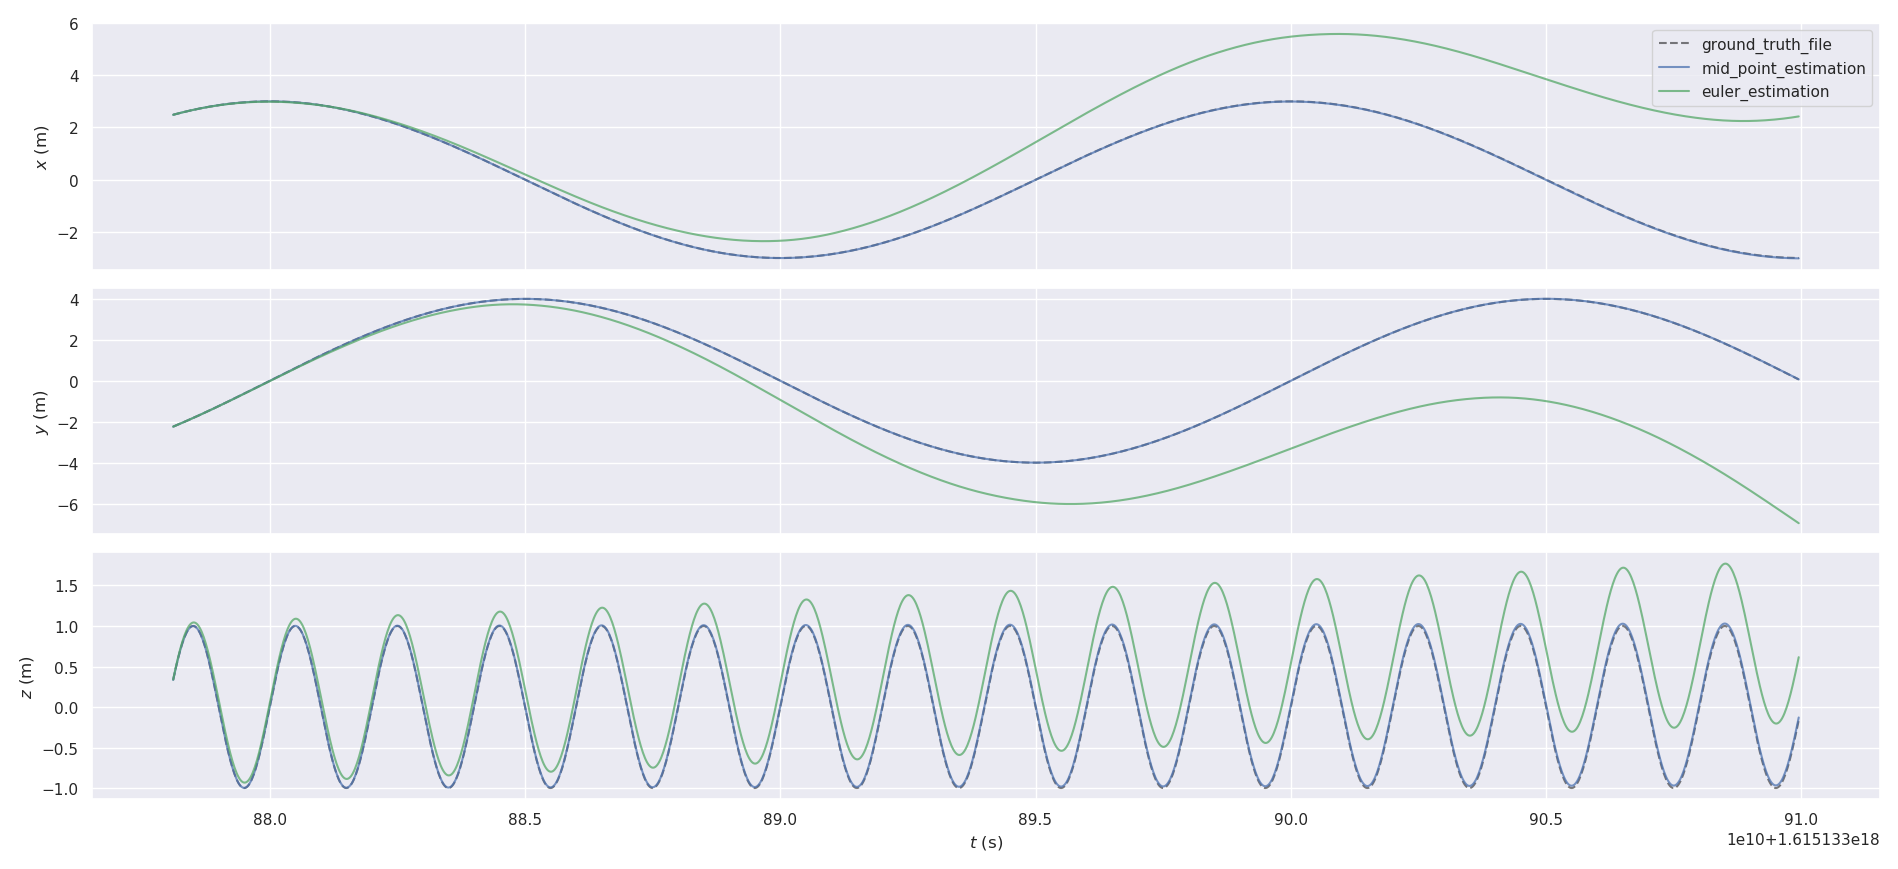 6
4
2
0
−2
x (m)
ground_truth_file
mid_point_estimation
euler_estimation
4
2
0
−2
−4
−6
y (m)
1.5
1.0
0.5
0.0
−0.5
−1.0
z (m)
88.0 88.5 89.0 89.5 90.0 90.5 91.0
t (s)
1e10+1.615133e18